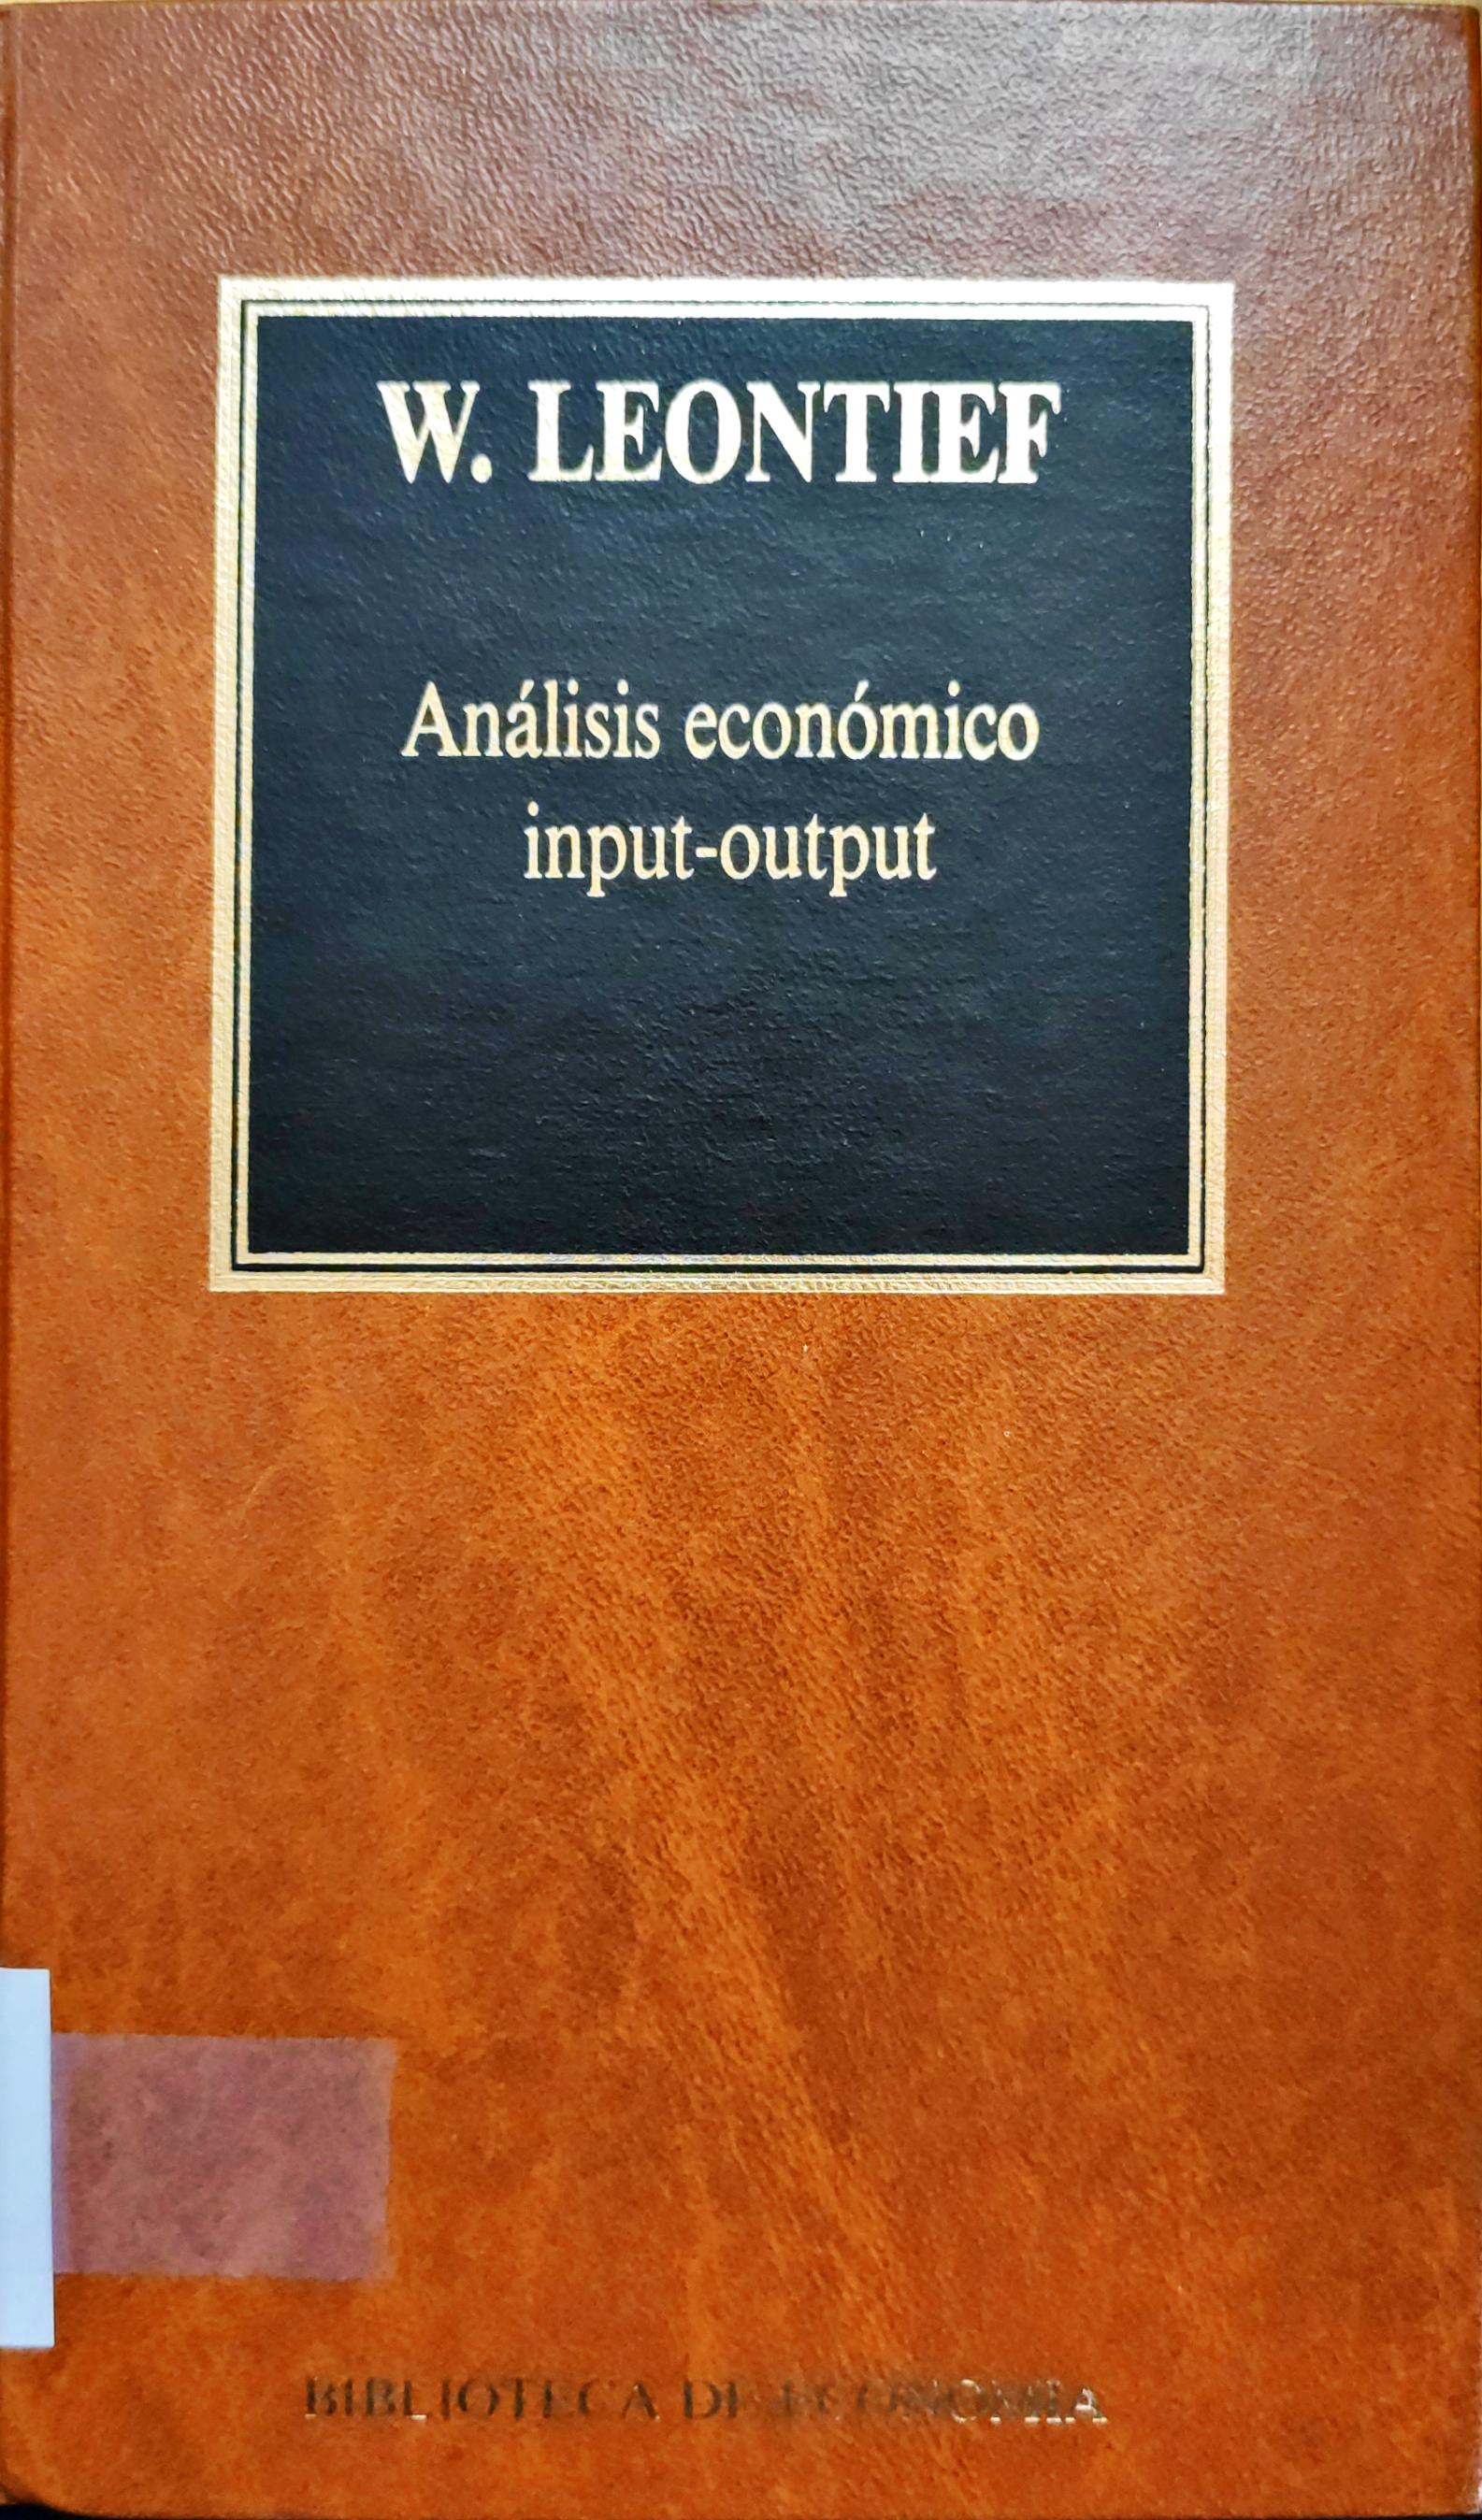 W. LEONTIEF
Análisis económico
input-output
BIBLIOTECA DE ECONOMIA